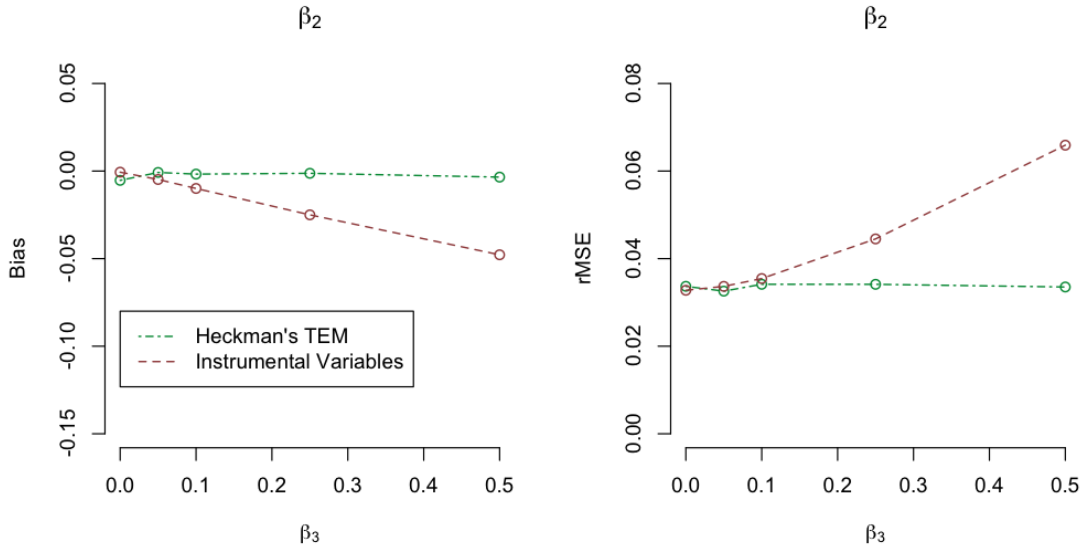 β2
Bias
0.05
0.00
-0.05
-0.10
-0.15
Heckman's TEM
Instrumental Variables
0.0 0.1 0.2 0.3 0.4 0.5
β3
β2
rMSE
0.08
0.06
0.04
0.02
0.00
0.0 0.1 0.2 0.3 0.4 0.5
β3